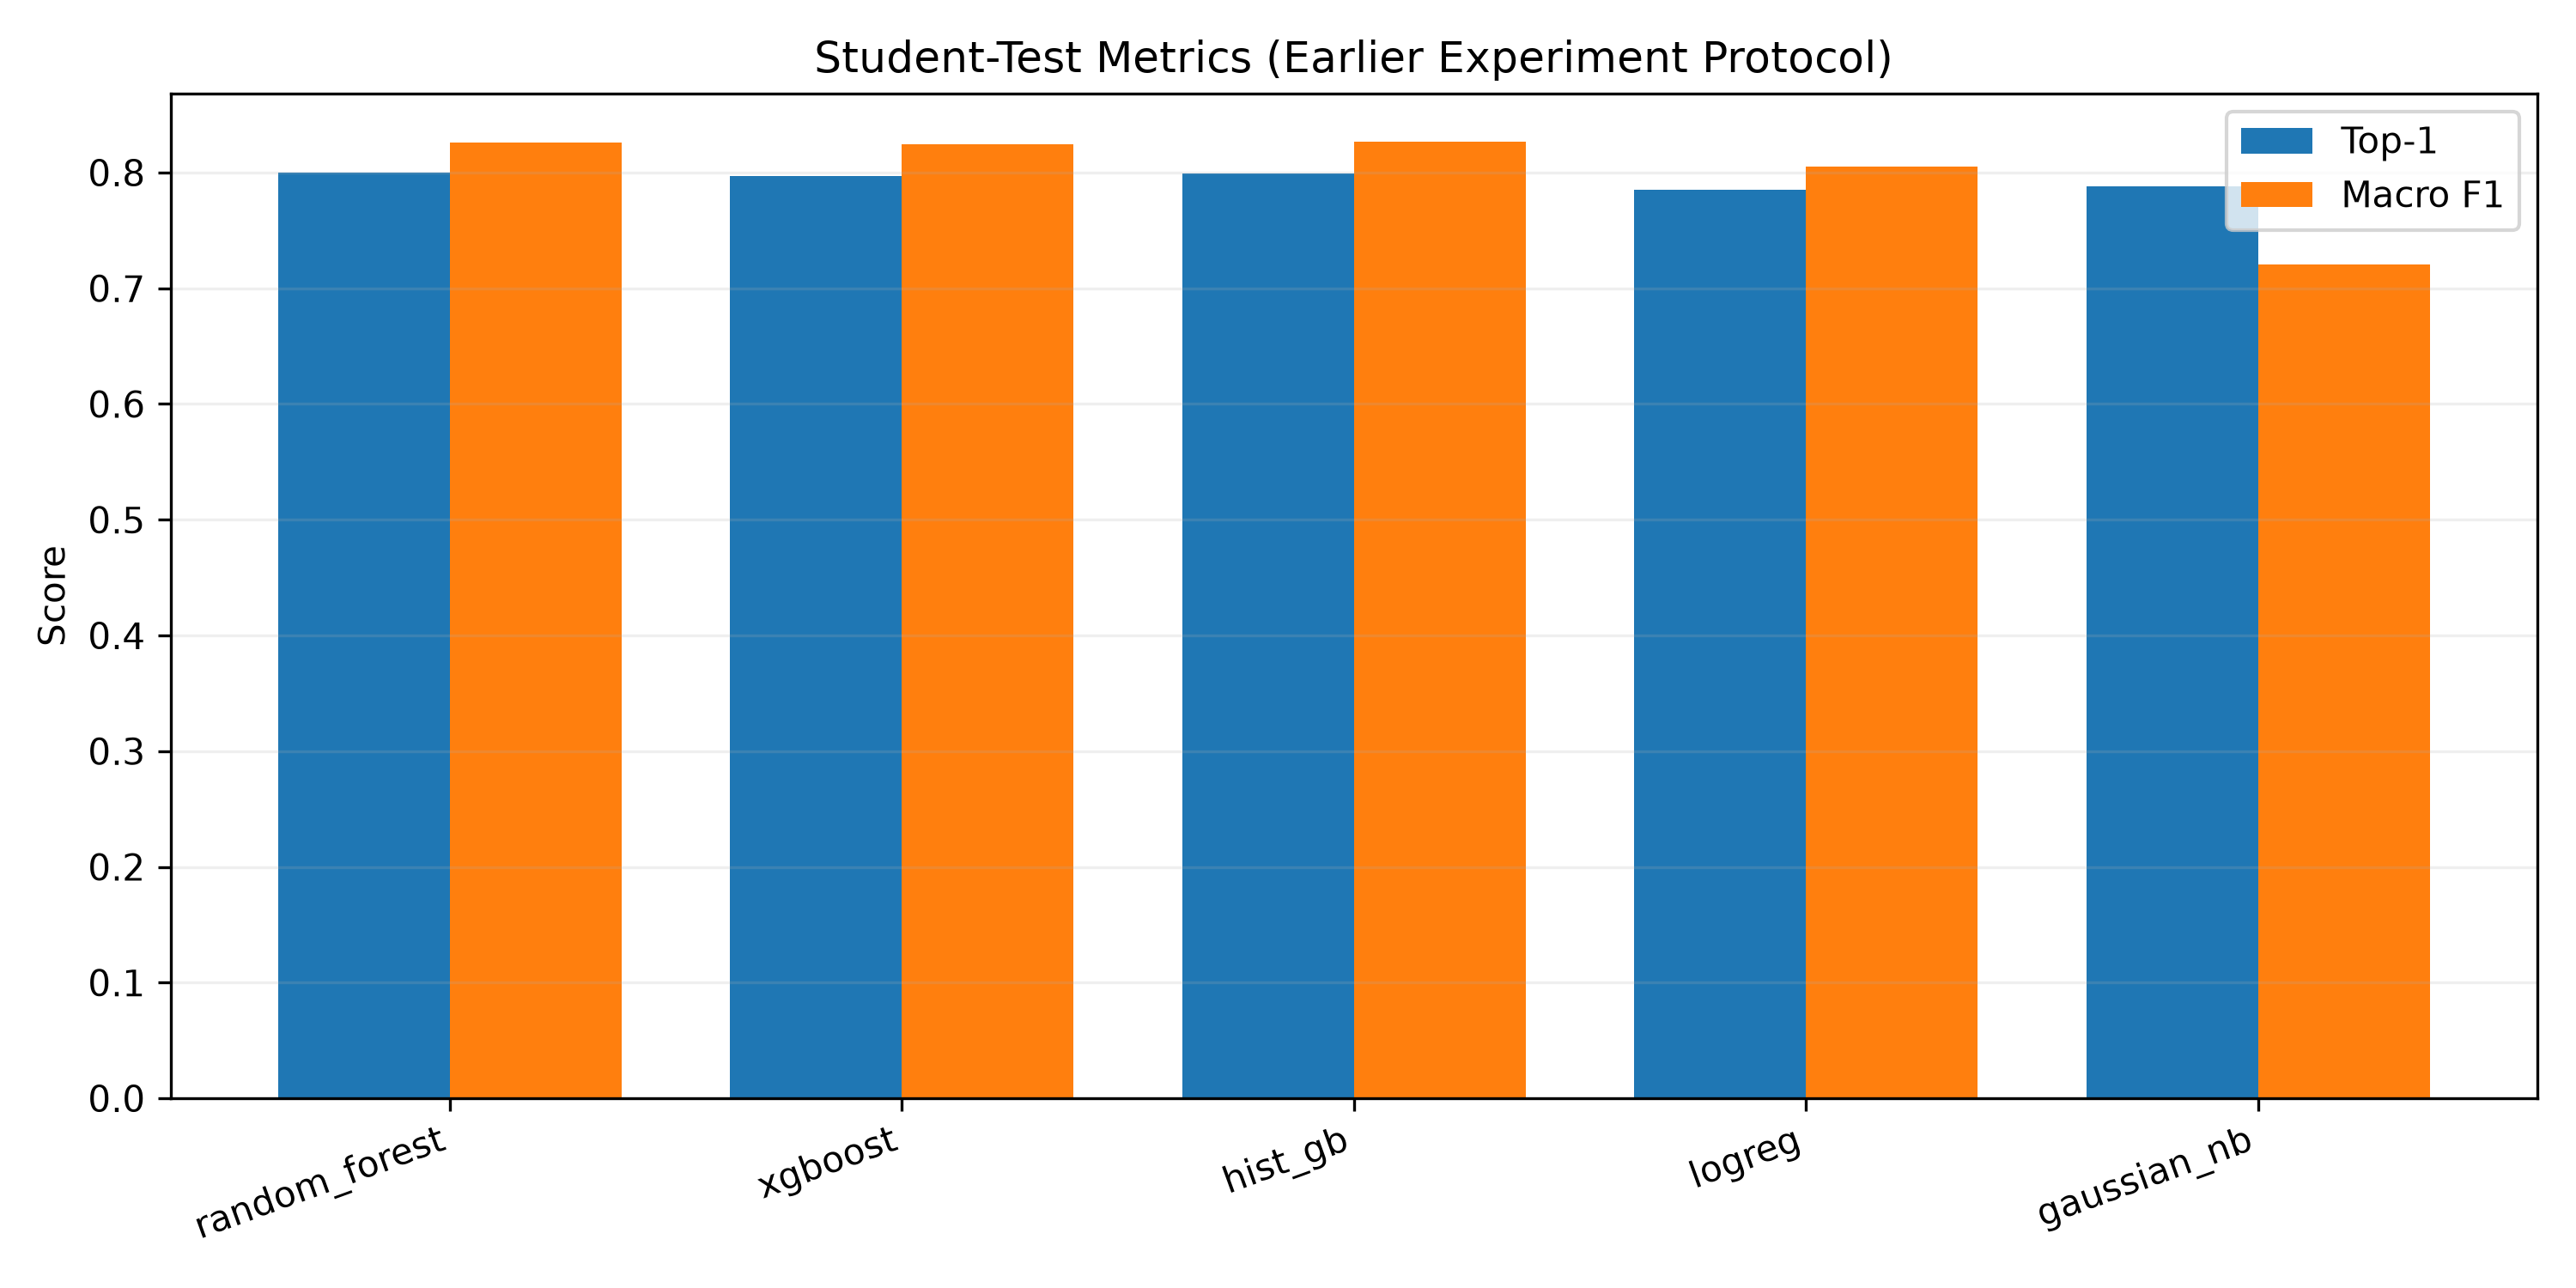 Student-Test Metrics (Earlier Experiment Protocol)
Top-1
Macro F1
Score
0.8
0.7
0.6
0.5
0.4
0.3
0.2
0.1
0.0
random_forest
xgboost
hist_gb
logreg
gaussian_nb